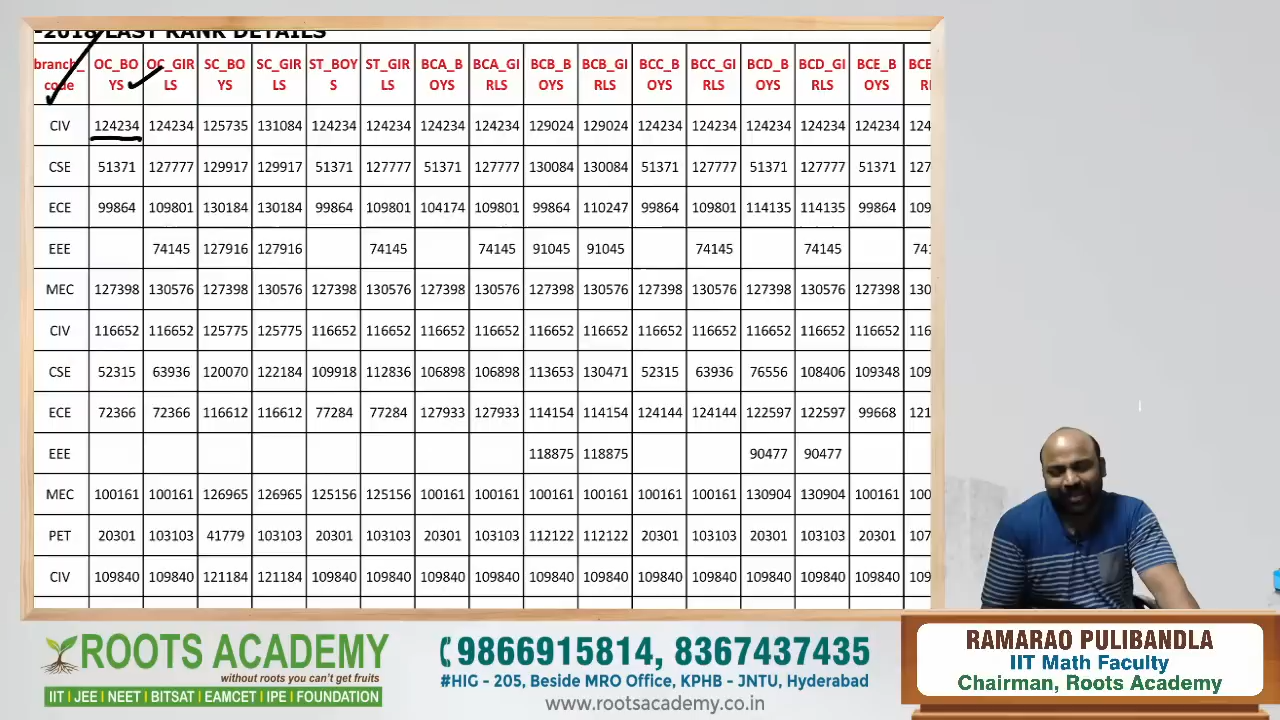 -2018 LAST RANK DETAILS
branch_code OC_BOYS OC_GIRLS SC_BOYS SC_GIRLS ST_BOYS ST_GIRLS BCA_BOYS BCA_GIRLS BCB_BOYS BCB_GIRLS BCC_BOYS BCC_GIRLS BCD_BOYS BCD_GIRLS BCE_BOYS
CIV 124234 124234 125735 131084 124234 124234 124234 124234 129024 129024 124234 124234 124234 124234 124234 124
CSE 51371 127777 129917 129917 51371 127777 51371 127777 130084 130084 51371 127777 51371 127777 51371 127
ECE 99864 109801 130184 130184 99864 109801 104174 109801 99864 110247 99864 109801 114135 114135 99864 109
EEE 74145 127916 127916 74145 74145 91045 91045 74145 74145 74
MEC 127398 130576 127398 130576 127398 130576 127398 130576 127398 130576 127398 130576 127398 130576 127398 130
CIV 116652 116652 125775 125775 116652 116652 116652 116652 116652 116652 116652 116652 116652 116652 116652 116
CSE 52315 63936 120070 122184 109918 112836 106898 106898 113653 130471 52315 63936 76556 108406 109348 109
ECE 72366 72366 116612 116612 77284 77284 127933 127933 114154 114154 124144 124144 122597 122597 99668 121
EEE 118875 118875 90477 90477
MEC 100161 100161 126965 126965 125156 125156 100161 100161 100161 100161 100161 100161 130904 130904 100161 100
PET 20301 103103 41779 103103 20301 103103 20301 103103 112122 112122 20301 103103 20301 103103 20301 107
CIV 109840 109840 121184 121184 109840 109840 109840 109840 109840 109840 109840 109840 109840 109840 109840 109
ROOTS ACADEMY
without roots you can't get fruits
IIT | JEE | NEET | BITSAT | EAMCET | IPE | FOUNDATION
9866915814, 8367437435
#HIG - 205, Beside MRO Office, KPHB - JNTU, Hyderabad
www.rootsacademy.co.in
RAMARAO PULIBANDLA
IIT Math Faculty
Chairman, Roots Academy